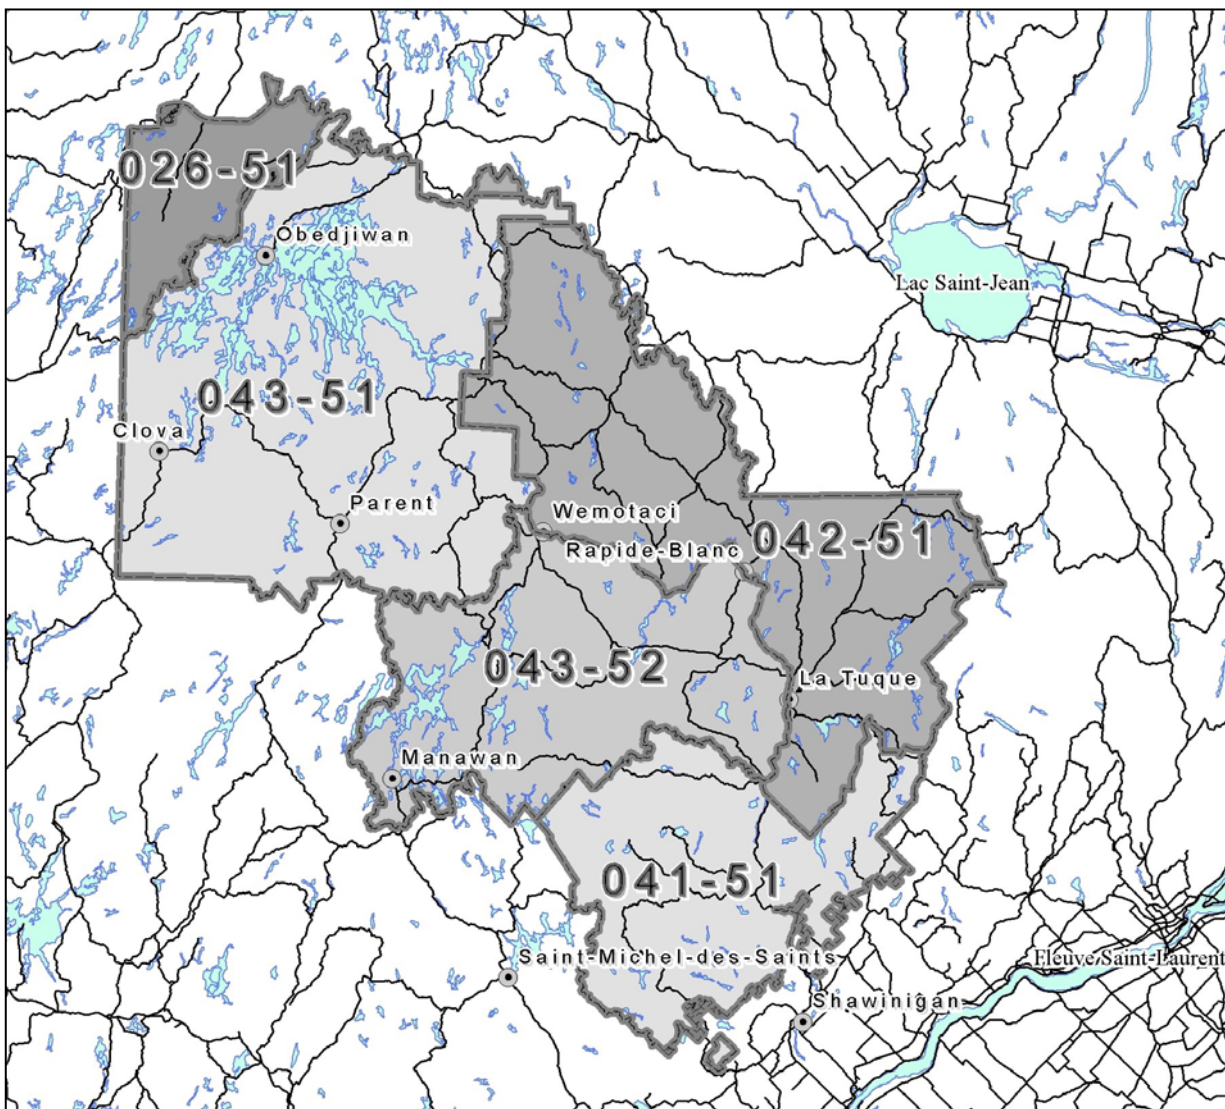 026-51
Obedjiwan
Lac Saint-Jean
043-51
Clova
Parent
Wemotaci
Rapide-Blanc
042-51
043-52
La Tuque
Manawan
041-51
Saint-Michel-des-Saints
Fleuve Saint-Laurent
Shawinigan